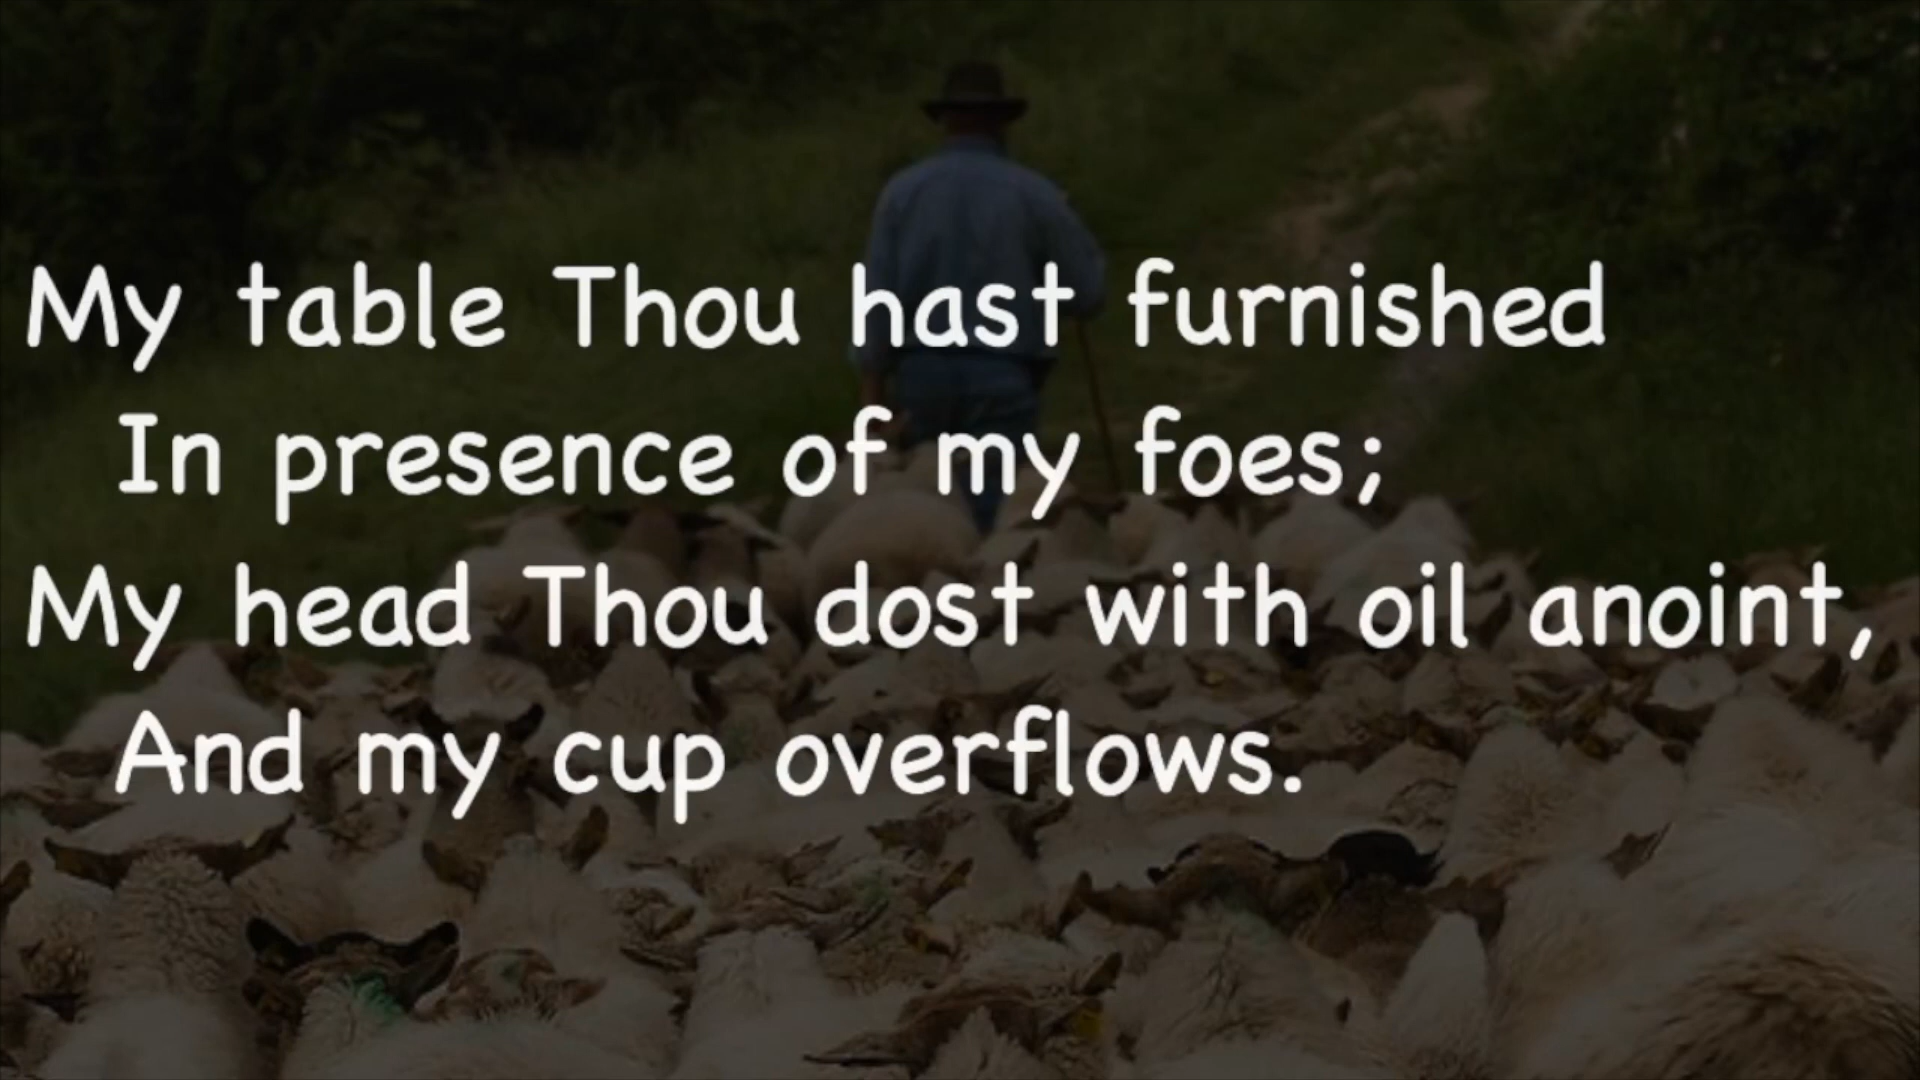 My table Thou hast furnished
In presence of my foes;
My head Thou dost with oil anoint,
And my cup overflows.